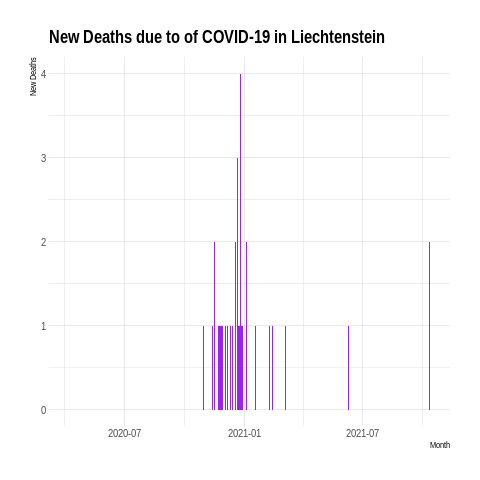 New Deaths due to of COVID-19 in Liechtenstein
New Deaths
4
3
2
1
0
2020-07
2021-01
2021-07
Month